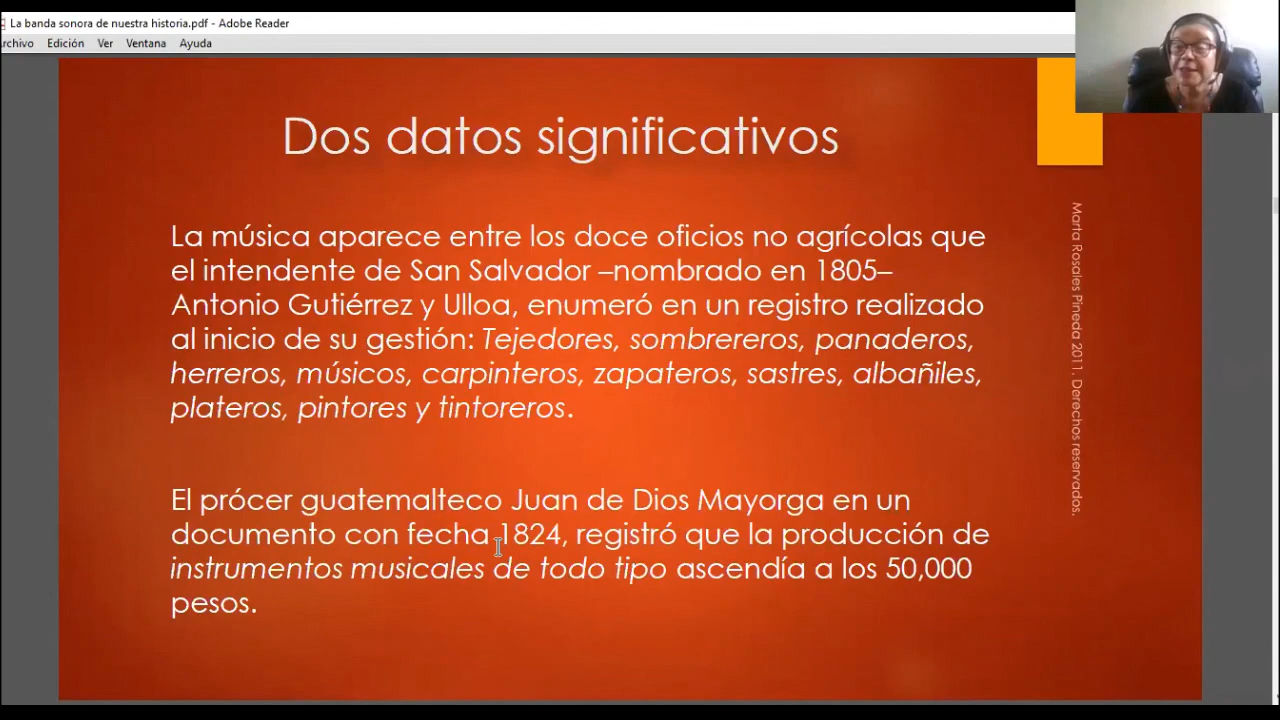 La banda sonora de nuestra historia.pdf - Adobe Reader
rchivo Edición Ver Ventana Ayuda
Dos datos significativos
La música aparece entre los doce oficios no agrícolas que
el intendente de San Salvador –nombrado en 1805–
Antonio Gutiérrez y Ulloa, enumeró en un registro realizado
al inicio de su gestión: Tejedores, sombrereros, panaderos,
herreros, músicos, carpinteros, zapateros, sastres, albañiles,
plateros, pintores y tintoreros.
El prócer guatemalteco Juan de Dios Mayorga en un
documento con fecha 1824, registró que la producción de
instrumentos musicales de todo tipo ascendía a los 50,000
pesos.
Marta Rosales Pineda 2011. Derechos reservados.